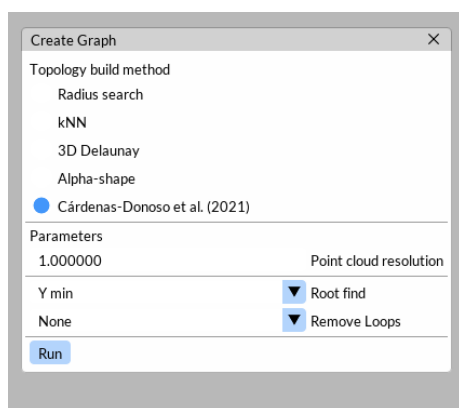 Create Graph
Topology build method
Radius search
kNN
3D Delaunay
Alpha-shape
Cárdenas-Donoso et al. (2021)
Parameters
1.000000 Point cloud resolution
Y min Root find
None Remove Loops
Run